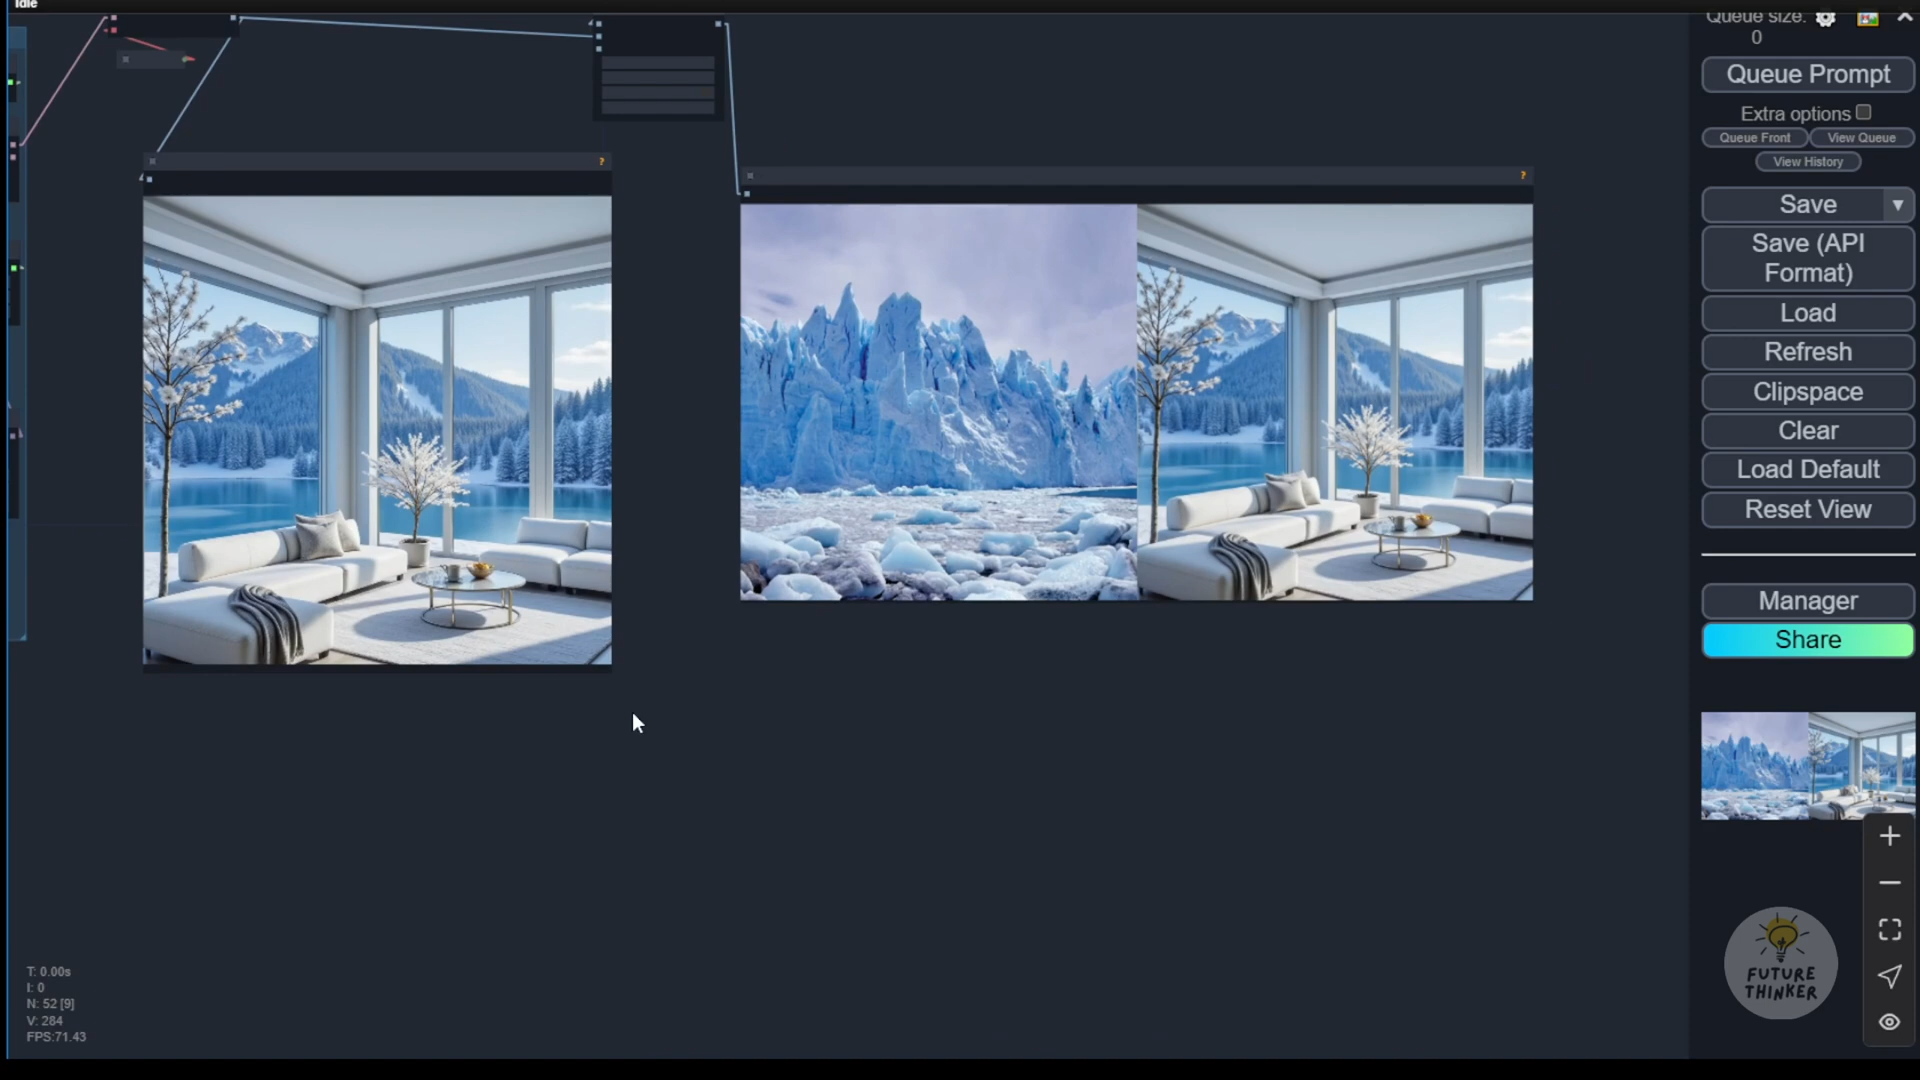 Idle
Queue size:
0
Queue Prompt
Extra options
Queue Front
View Queue
View History
Save ▼
Save (API
Format)
Load
Refresh
Clipspace
Clear
Load Default
Reset View
Manager
Share
?
?
T: 0.00s
I: 0
N: 52 [9]
V: 284
FPS:71.43
FUTURE
THINKER